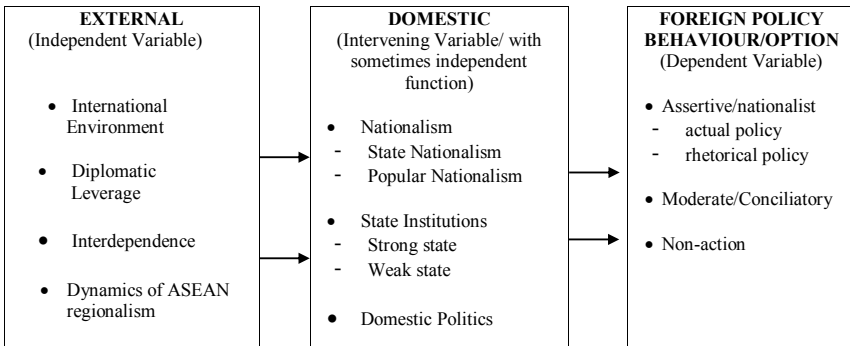 EXTERNAL
(Independent Variable)
• International
Environment
• Diplomatic
Leverage
• Interdependence
• Dynamics of ASEAN
regionalism
DOMESTIC
(Intervening Variable/ with
sometimes independent
function)
• Nationalism
- State Nationalism
- Popular Nationalism
• State Institutions
- Strong state
- Weak state
• Domestic Politics
FOREIGN POLICY
BEHAVIOUR/OPTION
(Dependent Variable)
• Assertive/nationalist
- actual policy
- rhetorical policy
• Moderate/Conciliatory
• Non-action